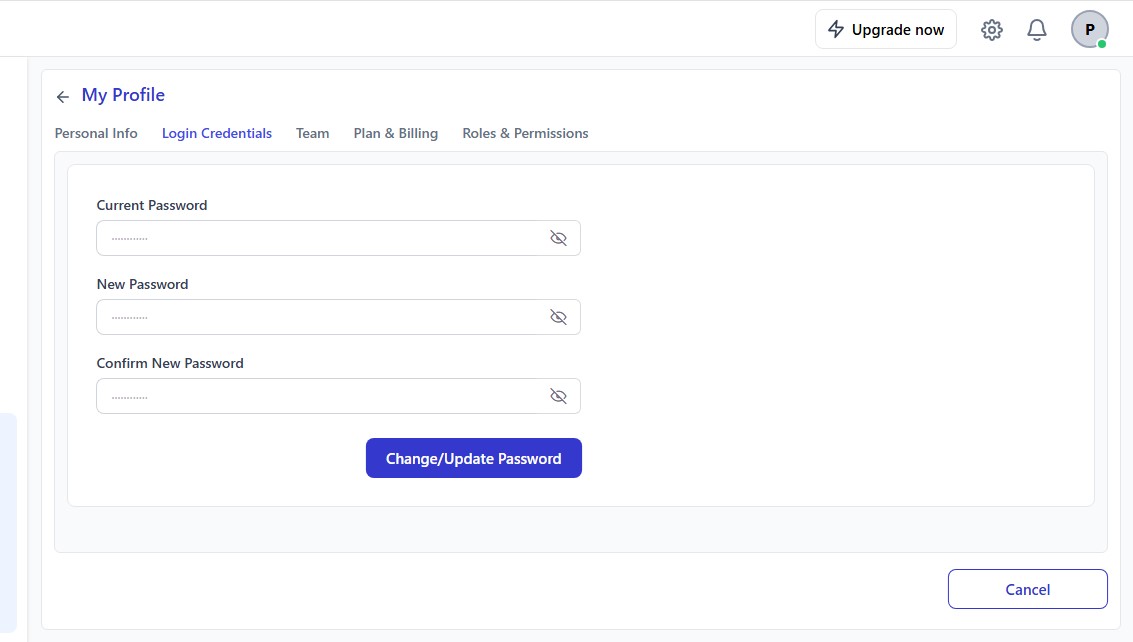 Upgrade now
P
My Profile
Personal Info Login Credentials Team Plan & Billing Roles & Permissions
Current Password
············
New Password
············
Confirm New Password
············
Change/Update Password
Cancel